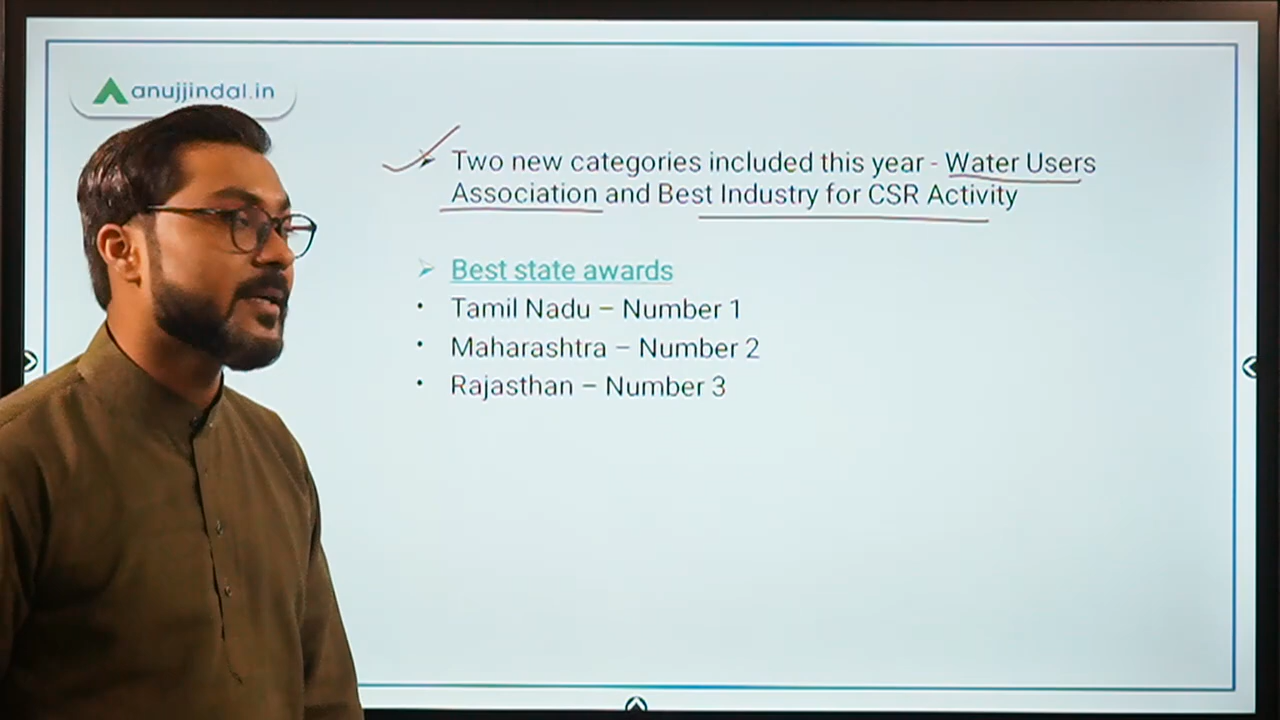 anujjindal.in
Two new categories included this year - Water Users
Association and Best Industry for CSR Activity
Best state awards
Tamil Nadu – Number 1
Maharashtra – Number 2
Rajasthan – Number 3